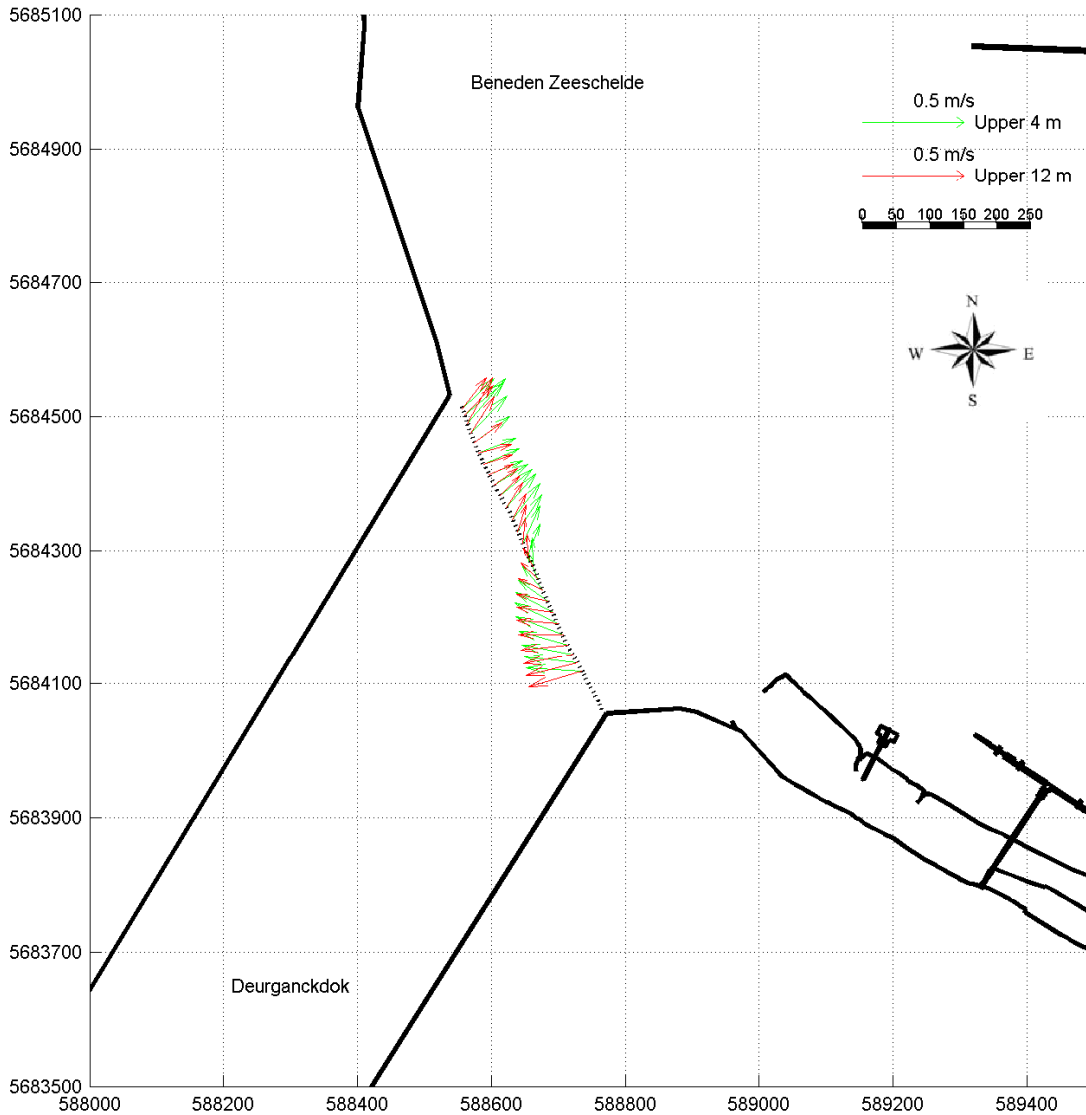 5685100
Beneden Zeeschelde
0.5 m/s
5684900
Upper 4 m
0.5 m/s
Upper 12 m
0 50 100 150 200 250
5684700
N
W E
S
5684500
5684300
5684100
5683900
5683700
Deurganckdok
5683500
588000 588200 588400 588600 588800 589000 589200 589400